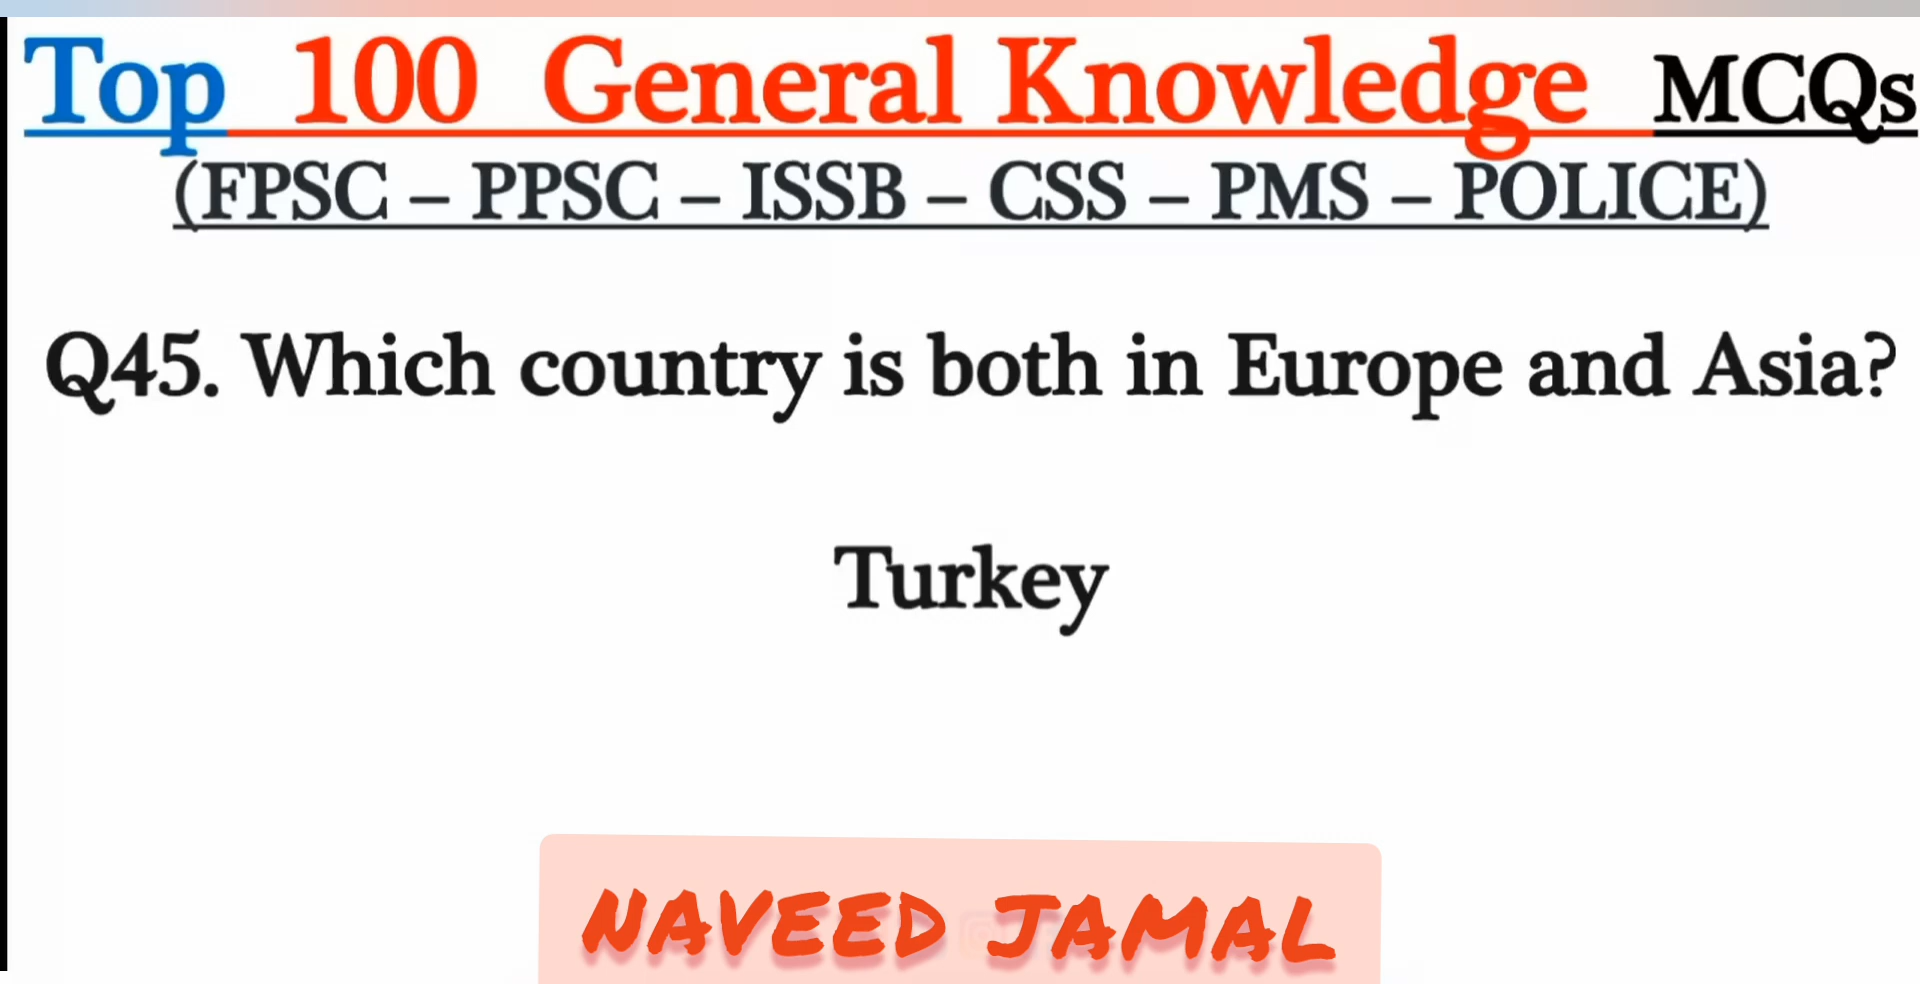 Top 100 General Knowledge MCQs
(FPSC – PPSC – ISSB – CSS – PMS – POLICE)
Q45. Which country is both in Europe and Asia?
Turkey
NAVEED JAMAL